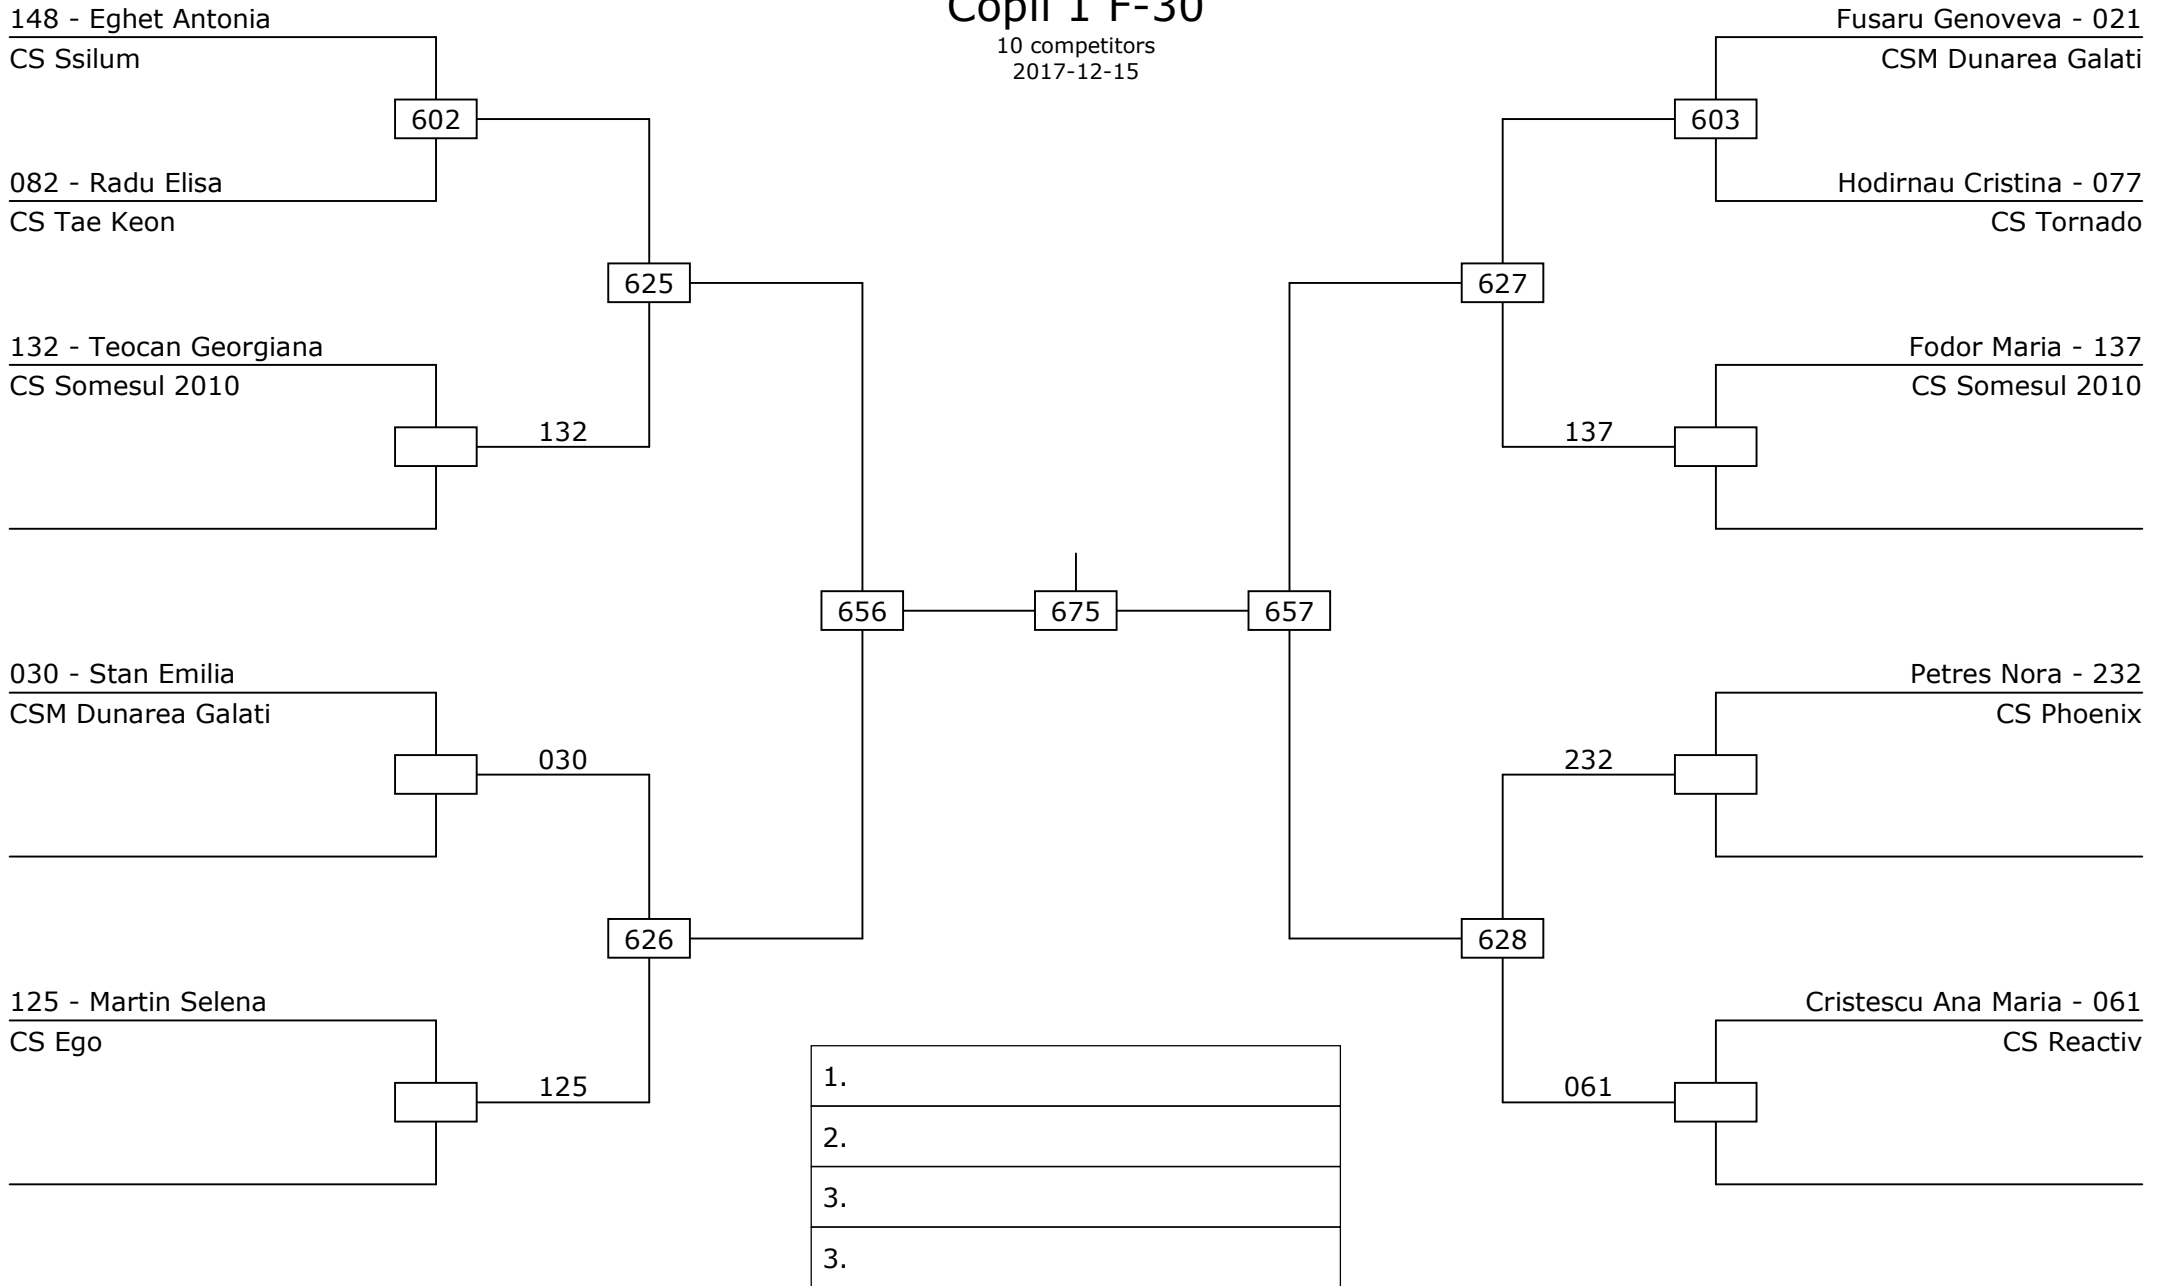 Copii 1 F-30
10 competitors
2017-12-15
148 - Eghet Antonia
CS Ssilum
602
082 - Radu Elisa
CS Tae Keon
625
132 - Teocan Georgiana
CS Somesul 2010
132
656
030 - Stan Emilia
CSM Dunarea Galati
030
626
125 - Martin Selena
CS Ego
125
675
Fusaru Genoveva - 021
CSM Dunarea Galati
603
Hodirnau Cristina - 077
CS Tornado
627
Fodor Maria - 137
CS Somesul 2010
137
657
Petres Nora - 232
CS Phoenix
232
628
Cristescu Ana Maria - 061
CS Reactiv
061
1.
2.
3.
3.